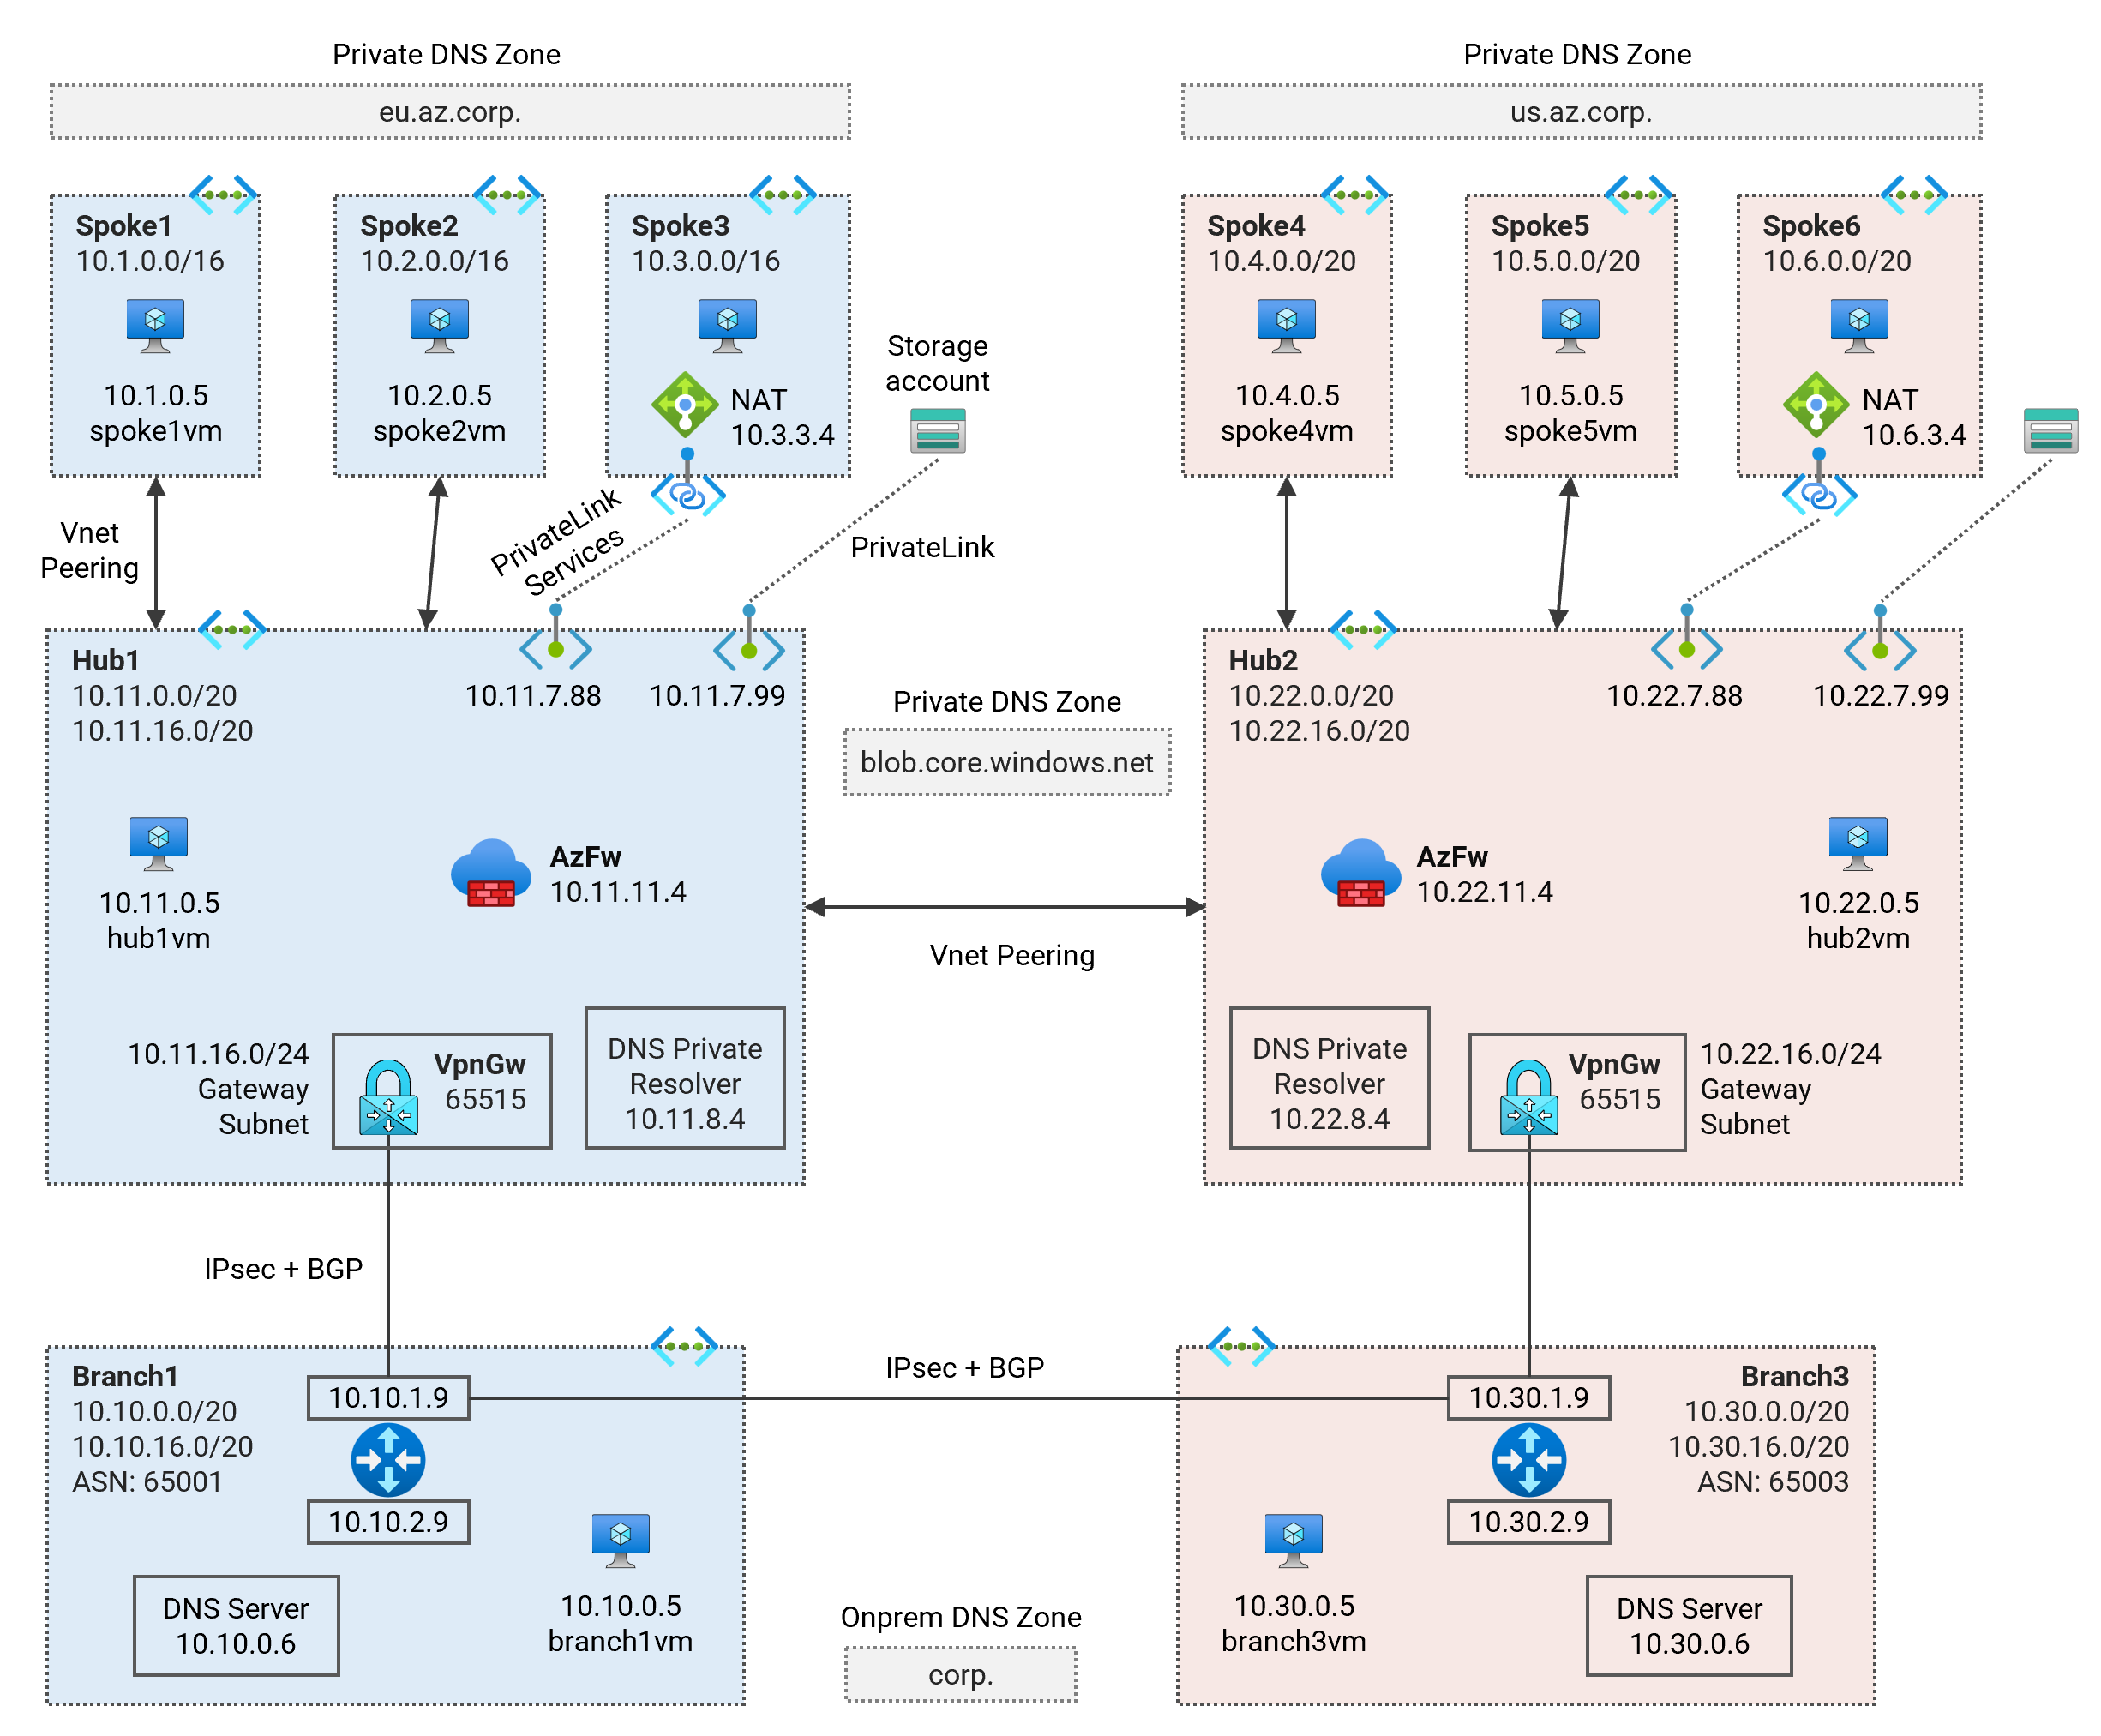 Private DNS Zone
eu.az.corp.
Private DNS Zone
us.az.corp.
Spoke1
10.1.0.0/16
10.1.0.5
spoke1vm
Spoke2
10.2.0.0/16
10.2.0.5
spoke2vm
Spoke3
10.3.0.0/16
NAT
10.3.3.4
Storage
account
Spoke4
10.4.0.0/20
10.4.0.5
spoke4vm
Spoke5
10.5.0.0/20
10.5.0.5
spoke5vm
Spoke6
10.6.0.0/20
NAT
10.6.3.4
Vnet
Peering
PrivateLink
Services
PrivateLink
Hub1
10.11.0.0/20
10.11.16.0/20
10.11.7.88
10.11.7.99
10.11.0.5
hub1vm
AzFw
10.11.11.4
10.11.16.0/24
Gateway
Subnet
VpnGw
65515
DNS Private
Resolver
10.11.8.4
Private DNS Zone
blob.core.windows.net
Vnet Peering
Hub2
10.22.0.0/20
10.22.16.0/20
10.22.7.88
10.22.7.99
AzFw
10.22.11.4
10.22.0.5
hub2vm
DNS Private
Resolver
10.22.8.4
VpnGw
65515
10.22.16.0/24
Gateway
Subnet
IPsec + BGP
IPsec + BGP
Branch1
10.10.0.0/20
10.10.16.0/20
ASN: 65001
10.10.1.9
10.10.2.9
DNS Server
10.10.0.6
10.10.0.5
branch1vm
Onprem DNS Zone
corp.
Branch3
10.30.0.0/20
10.30.16.0/20
ASN: 65003
10.30.1.9
10.30.2.9
10.30.0.5
branch3vm
DNS Server
10.30.0.6